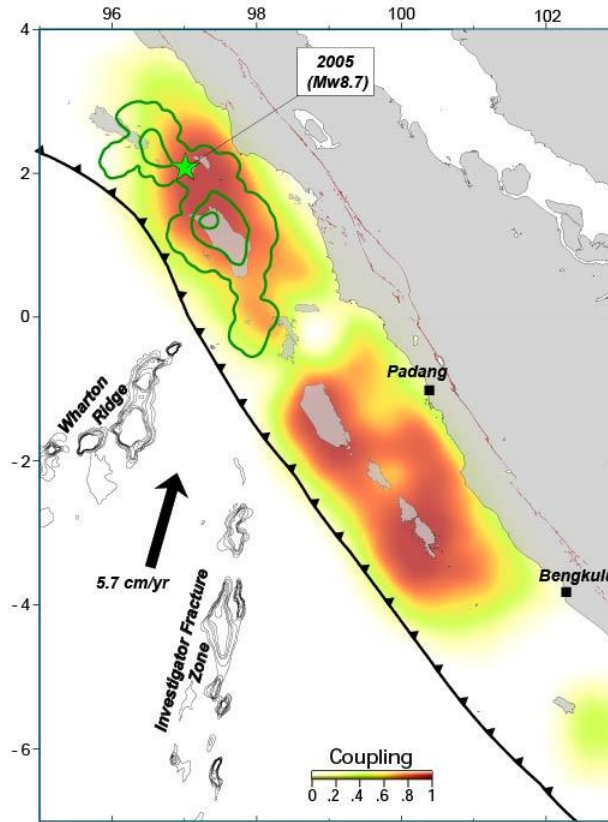 96
98
100
102
2005
(Mw8.7)
4
2
0
-2
-4
-6
Padang
Wharton
Ridge
5.7 cm/yr
Bengkulu
Investigator Fracture
Zone
Coupling
0 .2 .4 .6 .8 1